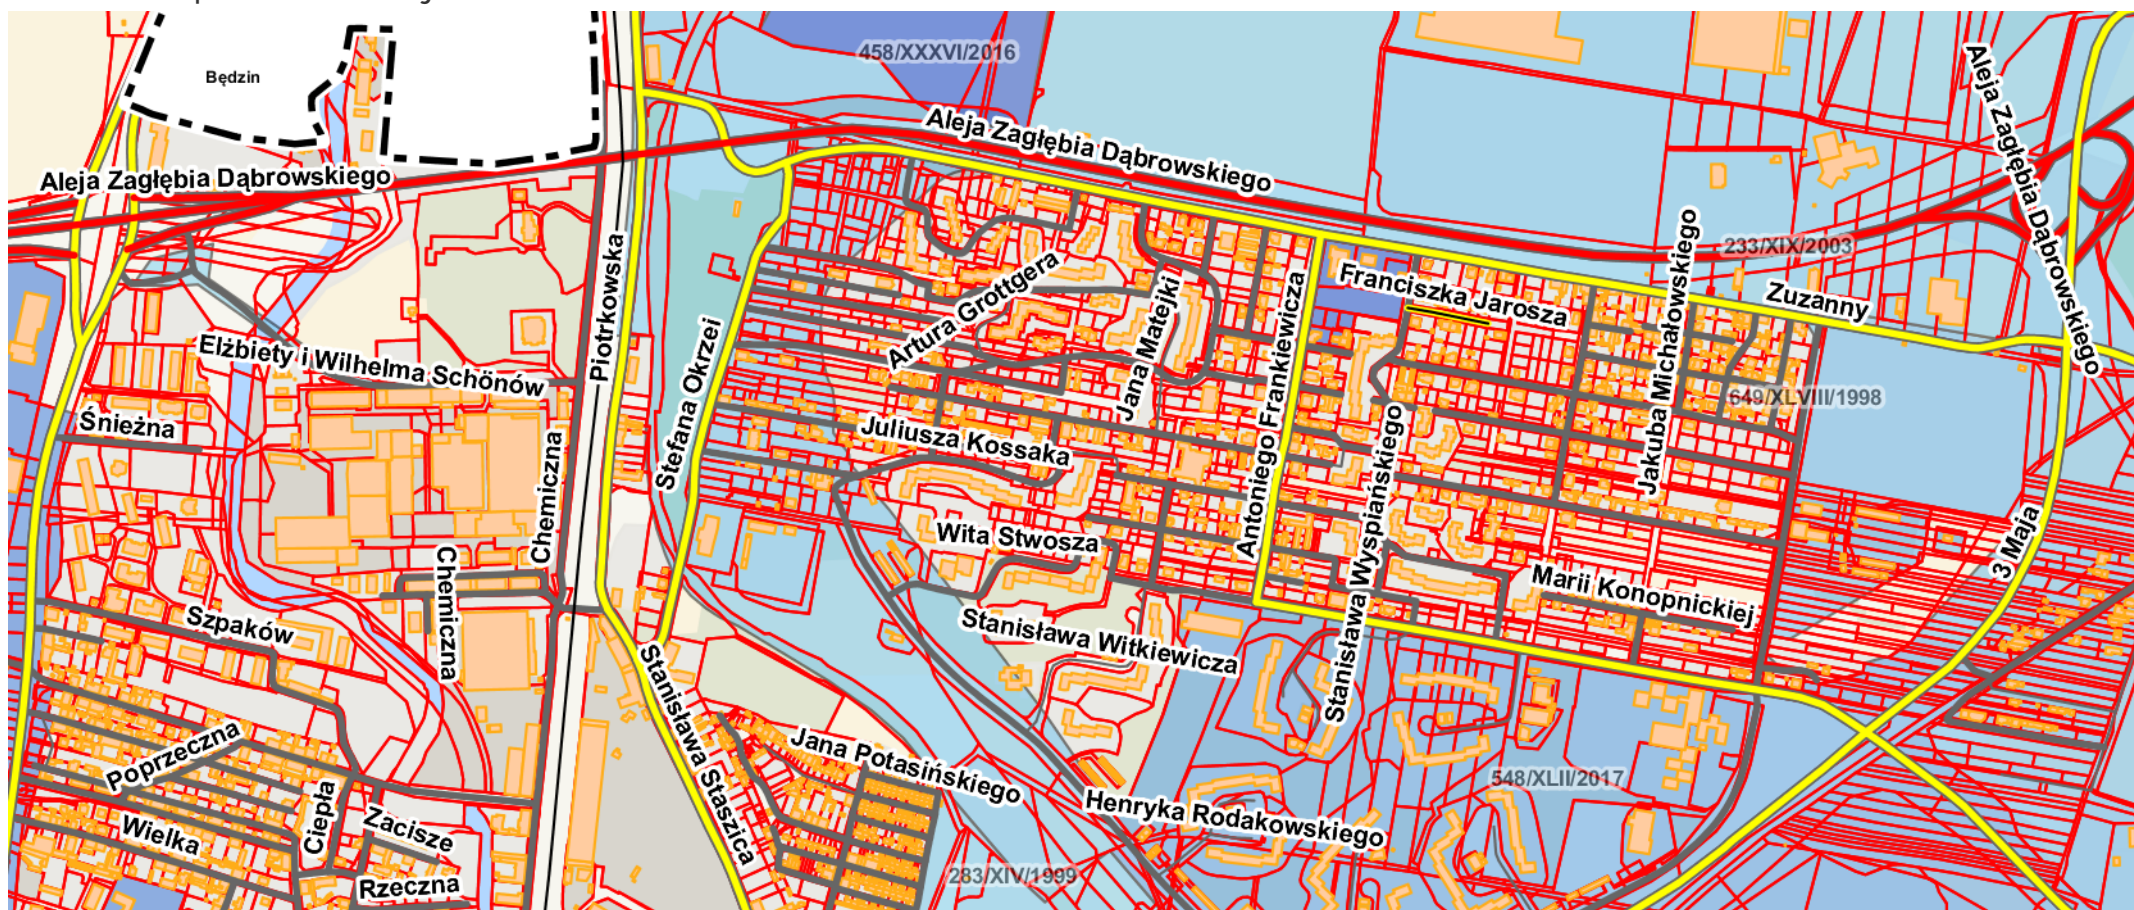 458/XXXVI/2016
Będzin
Aleja Zagłębia Dąbrowskiego
Aleja Zagłębia Dąbrowskiego
Aleja Zagłębia Dąbrowskiego
233/XIX/2003
Piotrkowska
Artura Grottgera
Jana Matejki
Franciszka Jarosza
Jakuba Michałowskiego
Zuzanny
Elżbiety i Wilhelma Schönów
Stefana Okrzei
Antoniego Frankiewicza
649/XLVIII/1998
Śnieżna
Juliusza Kossaka
Chemiczna
Stanisława Wyspiańskiego
Wita Stwosza
3 Maja
Chemiczna
Marii Konopnickiej
Szpaków
Stanisława Witkiewicza
Stanisława Staszica
Poprzeczna
Jana Potasińskiego
548/XLII/2017
Ciepła
Zacisze
Wielka
Henryka Rodakowskiego
283/XIV/1999
Rzeczna